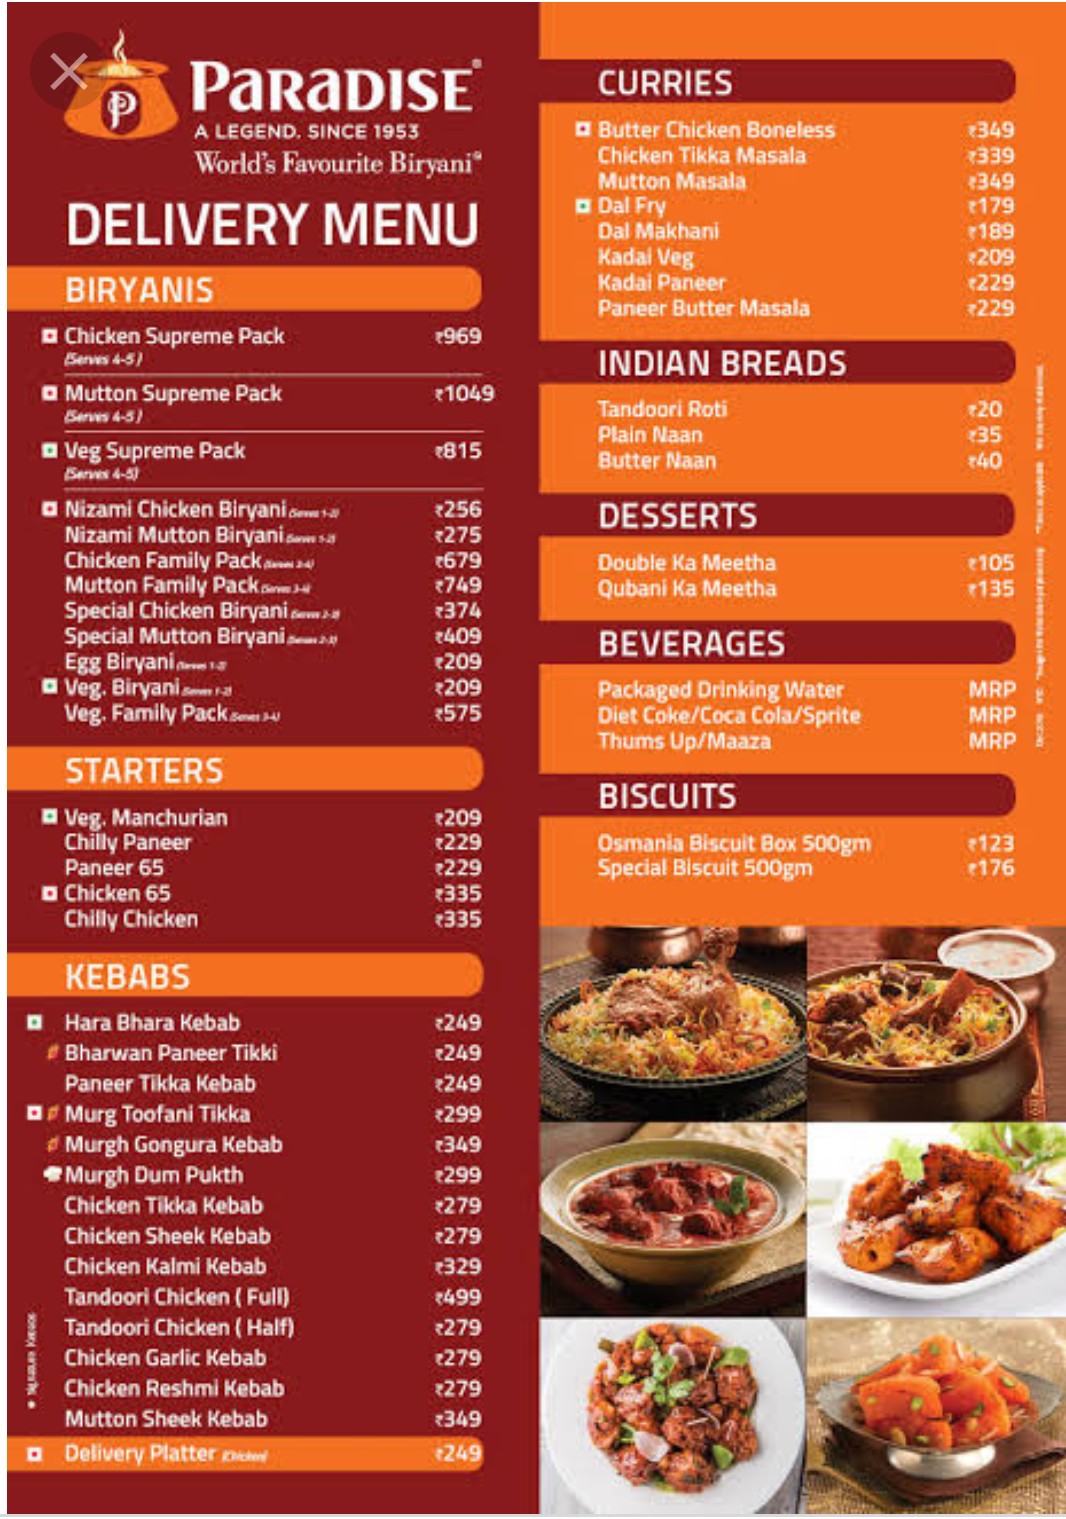 PARADISE®
A LEGEND. SINCE 1953
World's Favourite Biryani®
DELIVERY MENU
BIRYANIS
Chicken Supreme Pack ₹969
(Serves 4-5)
Mutton Supreme Pack ₹1049
(Serves 4-5)
Veg Supreme Pack ₹815
(Serves 4-5)
Nizami Chicken Biryani (Serves 1-2) ₹256
Nizami Mutton Biryani (Serves 1-2) ₹275
Chicken Family Pack (Serves 3-4) ₹679
Mutton Family Pack (Serves 3-4) ₹749
Special Chicken Biryani (Serves 2-3) ₹374
Special Mutton Biryani (Serves 2-3) ₹409
Egg Biryani (Serves 1-2) ₹209
Veg. Biryani (Serves 1-2) ₹209
Veg. Family Pack (Serves 3-4) ₹575
STARTERS
Veg. Manchurian ₹209
Chilly Paneer ₹229
Paneer 65 ₹229
Chicken 65 ₹335
Chilly Chicken ₹335
KEBABS
Hara Bhara Kebab ₹249
Bharwan Paneer Tikki ₹249
Paneer Tikka Kebab ₹249
Murg Toofani Tikka ₹299
Murgh Gongura Kebab ₹349
Murgh Dum Pukth ₹299
Chicken Tikka Kebab ₹279
Chicken Sheek Kebab ₹279
Chicken Kalmi Kebab ₹329
Tandoori Chicken ( Full) ₹499
Tandoori Chicken ( Half) ₹279
Chicken Garlic Kebab ₹279
Chicken Reshmi Kebab ₹279
Mutton Sheek Kebab ₹349
Delivery Platter (Chicken) ₹249
CURRIES
Butter Chicken Boneless ₹349
Chicken Tikka Masala ₹339
Mutton Masala ₹349
Dal Fry ₹179
Dal Makhani ₹189
Kadai Veg ₹209
Kadai Paneer ₹229
Paneer Butter Masala ₹229
INDIAN BREADS
Tandoori Roti ₹20
Plain Naan ₹35
Butter Naan ₹40
DESSERTS
Double Ka Meetha ₹105
Qubani Ka Meetha ₹135
BEVERAGES
Packaged Drinking Water MRP
Diet Coke/Coca Cola/Sprite MRP
Thums Up/Maaza MRP
BISCUITS
Osmania Biscuit Box 500gm ₹123
Special Biscuit 500gm ₹176